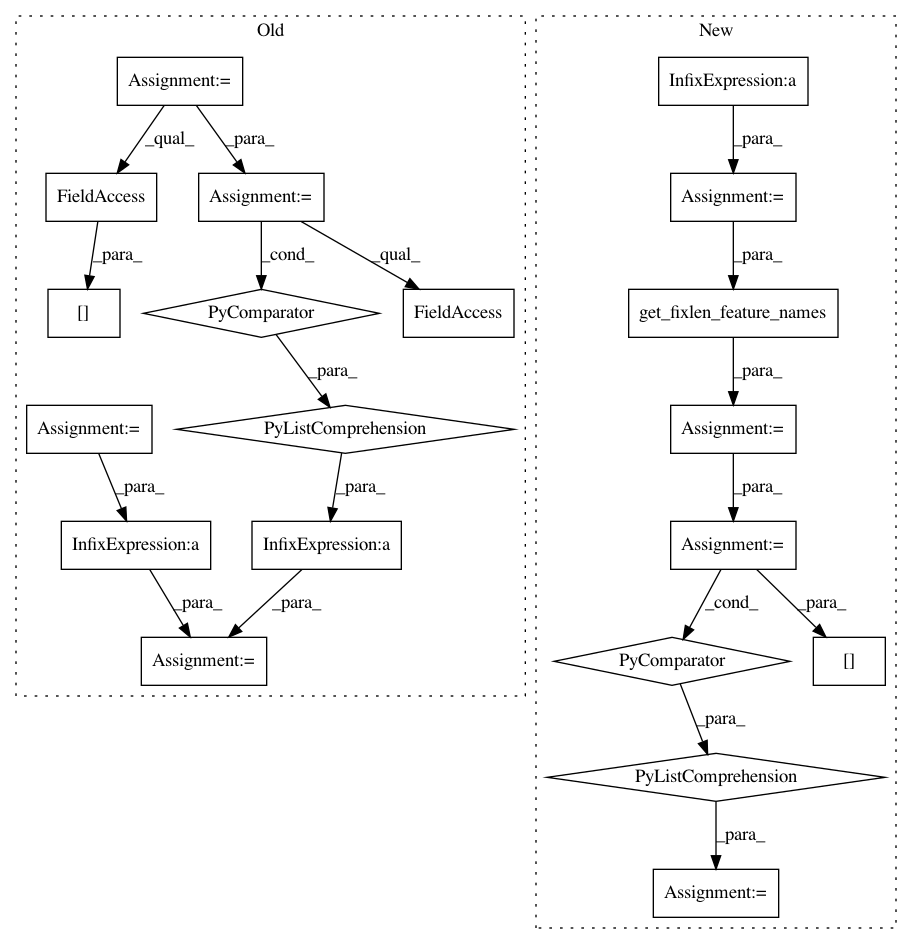 Old
New
Assignment:=
InfixExpression:a
_qual_
_para_
_para_
FieldAccess
Assignment:=
Assignment:=
_para_
_cond_
_qual_
_para_
[]
PyComparator
FieldAccess
get_fixlen_feature_names
_para_
_para_
Assignment:=
PyListComprehension
Assignment:=
_para_
_para_
_para_
InfixExpression:a
InfixExpression:a
Assignment:=
_para_
_para_
_cond_
_para_
Assignment:=
PyComparator
[]
_para_
PyListComprehension
_para_
Assignment:=